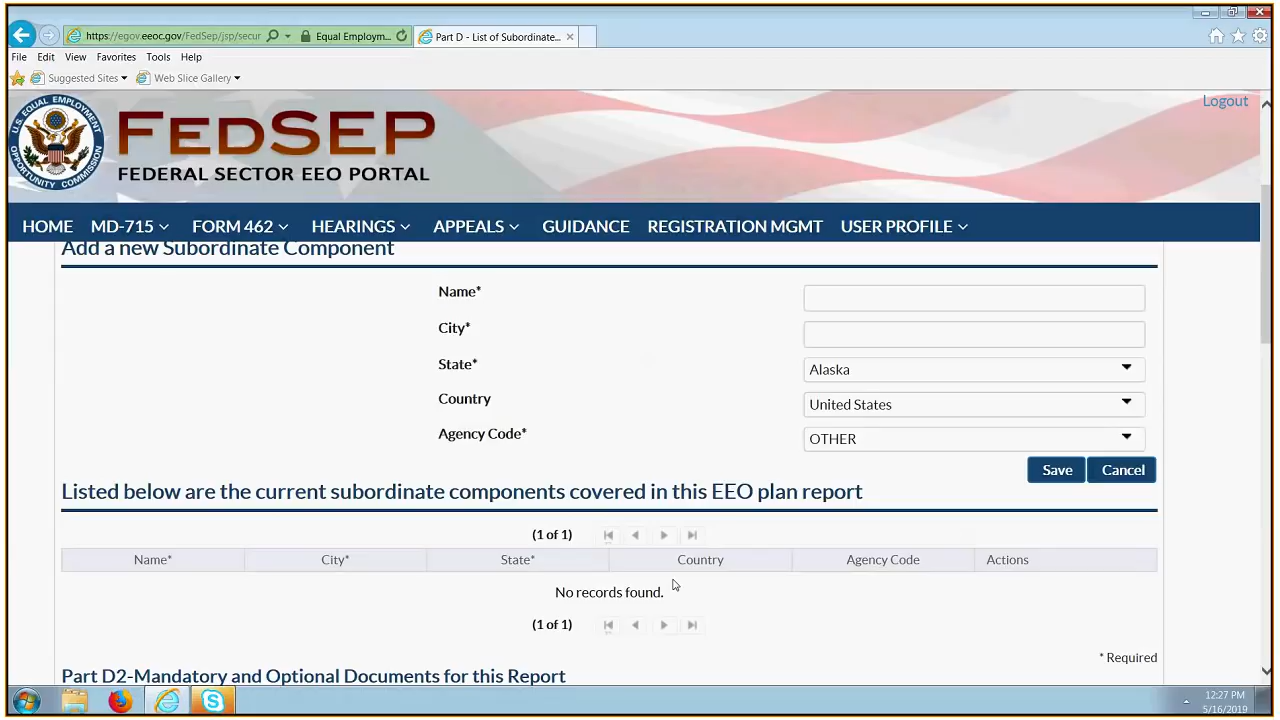 https://egov.eeoc.gov/FedSep/jsp/secur
Equal Employm...
Part D - List of Subordinate...
File Edit View Favorites Tools Help
Suggested Sites Web Slice Gallery
Logout
U.S. EQUAL EMPLOYMENT OPPORTUNITY COMMISSION
FEDSEP
FEDERAL SECTOR EEO PORTAL
HOME MD-715 FORM 462 HEARINGS APPEALS GUIDANCE REGISTRATION MGMT USER PROFILE
Add a new Subordinate Component
Name*
City*
State* Alaska
Country United States
Agency Code* OTHER
Save Cancel
Listed below are the current subordinate components covered in this EEO plan report
(1 of 1)
Name* City* State* Country Agency Code Actions
No records found.
(1 of 1)
* Required
Part D2-Mandatory and Optional Documents for this Report
12:27 PM
5/16/2019